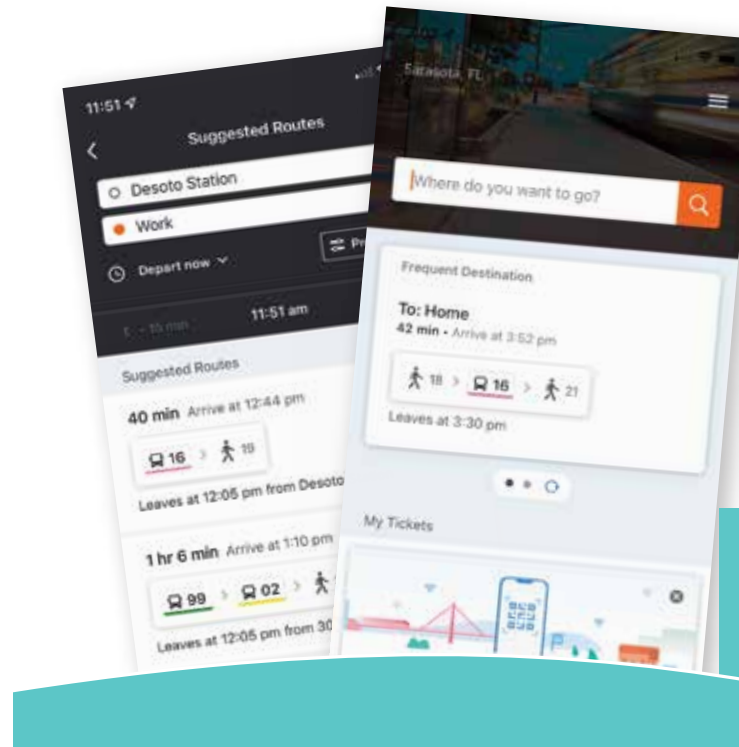 11:51
Suggested Routes
Desoto Station
Work
Depart now
11:51 am
Suggested Routes
40 min Arrive at 12:44 pm
16 > 19
Leaves at 12:05 pm from Desoto
1 hr 6 min Arrive at 1:10 pm
99 > 02 >
Leaves at 12:05 pm from 30
Sarasota, FL
Where do you want to go?
Frequent Destination
To: Home
42 min • Arrive at 3:52 pm
18 > 16 > 21
Leaves at 3:30 pm
My Tickets